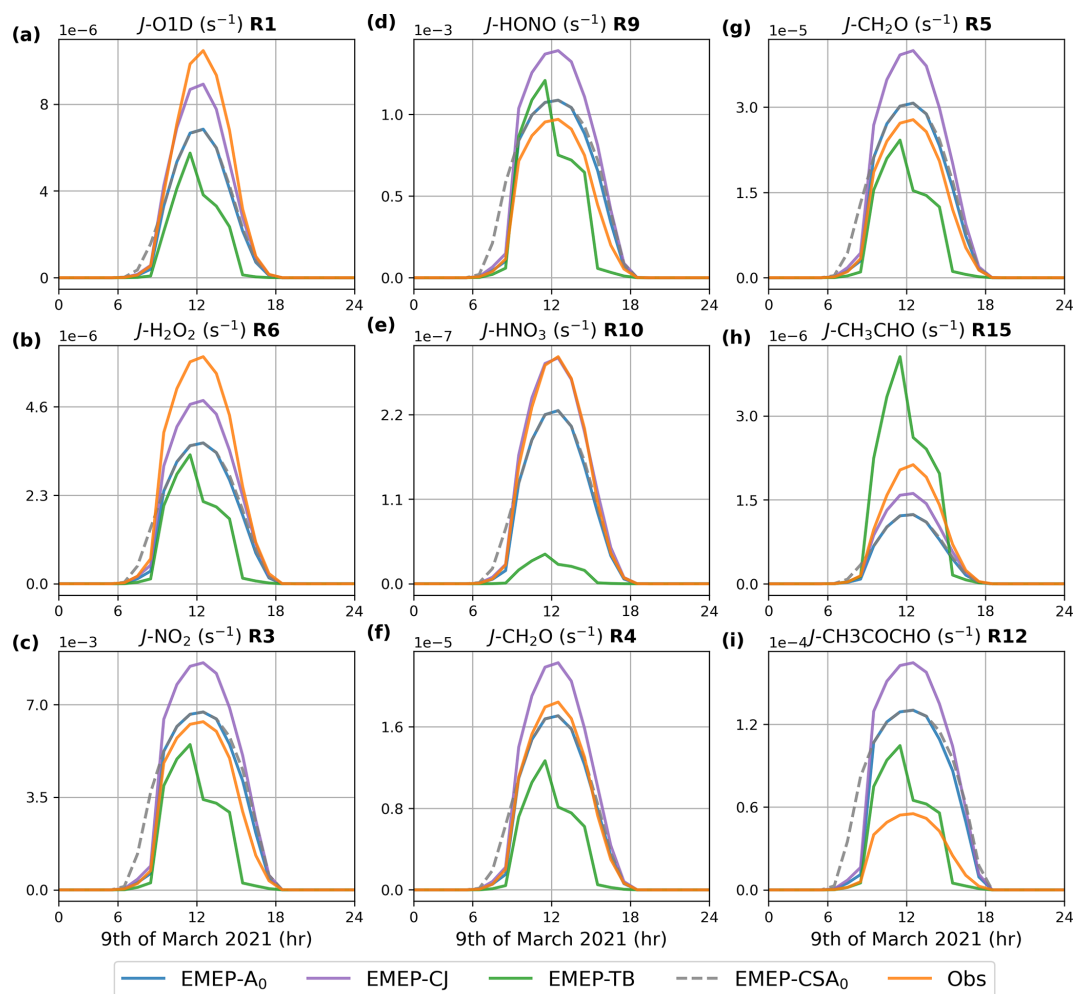 (a) J-O1D (s⁻¹) R1
1e−6
8
4
0
0 6 12 18 24
(b) J-H₂O₂ (s⁻¹) R6
1e−6
4.6
2.3
0.0
0 6 12 18 24
(c) J-NO₂ (s⁻¹) R3
1e−3
7.0
3.5
0.0
0 6 12 18 24
9th of March 2021 (hr)
(d) J-HONO (s⁻¹) R9
1e−3
1.0
0.5
0.0
0 6 12 18 24
(e) J-HNO₃ (s⁻¹) R10
1e−7
2.2
1.1
0.0
0 6 12 18 24
(f) J-CH₂O (s⁻¹) R4
1e−5
1.6
0.8
0.0
0 6 12 18 24
9th of March 2021 (hr)
(g) J-CH₂O (s⁻¹) R5
1e−5
3.0
1.5
0.0
0 6 12 18 24
(h) J-CH₃CHO (s⁻¹) R15
1e−6
3.0
1.5
0.0
0 6 12 18 24
(i) J-CH3COCHO (s⁻¹) R12
1e−4
1.2
0.6
0.0
0 6 12 18 24
9th of March 2021 (hr)
EMEP-A₀ EMEP-CJ EMEP-TB EMEP-CSA₀ Obs